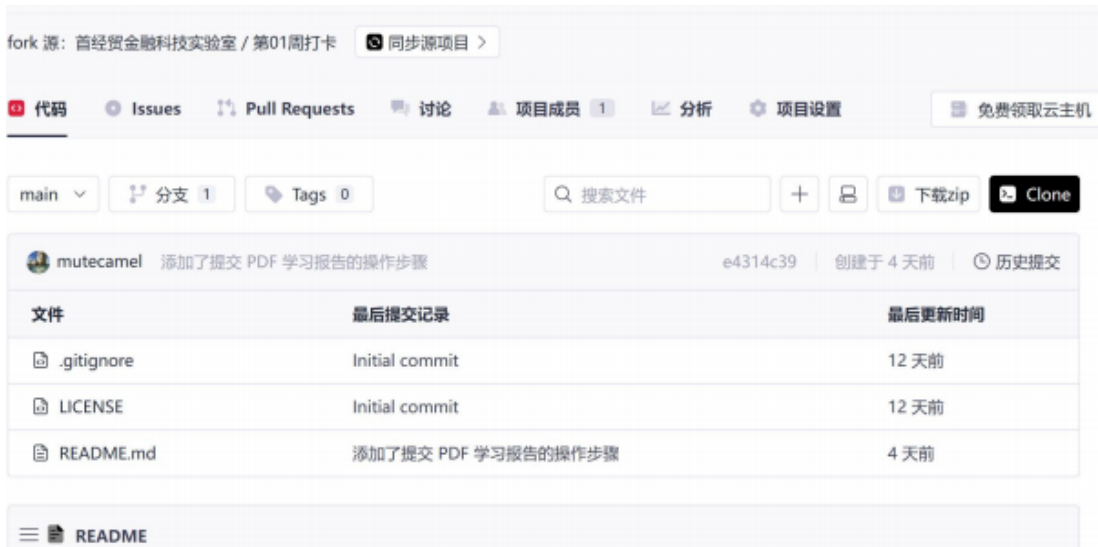 fork 源：首经贸金融科技实验室 / 第01周打卡 同步源项目 >
代码 Issues Pull Requests 讨论 项目成员 1 分析 项目设置 免费领取云主机
main 分支 1 Tags 0 搜索文件 下载zip Clone
mutecamel 添加了提交 PDF 学习报告的操作步骤 e4314c39 创建于 4 天前 历史提交
文件 最后提交记录 最后更新时间
.gitignore Initial commit 12 天前
LICENSE Initial commit 12 天前
README.md 添加了提交 PDF 学习报告的操作步骤 4 天前
README